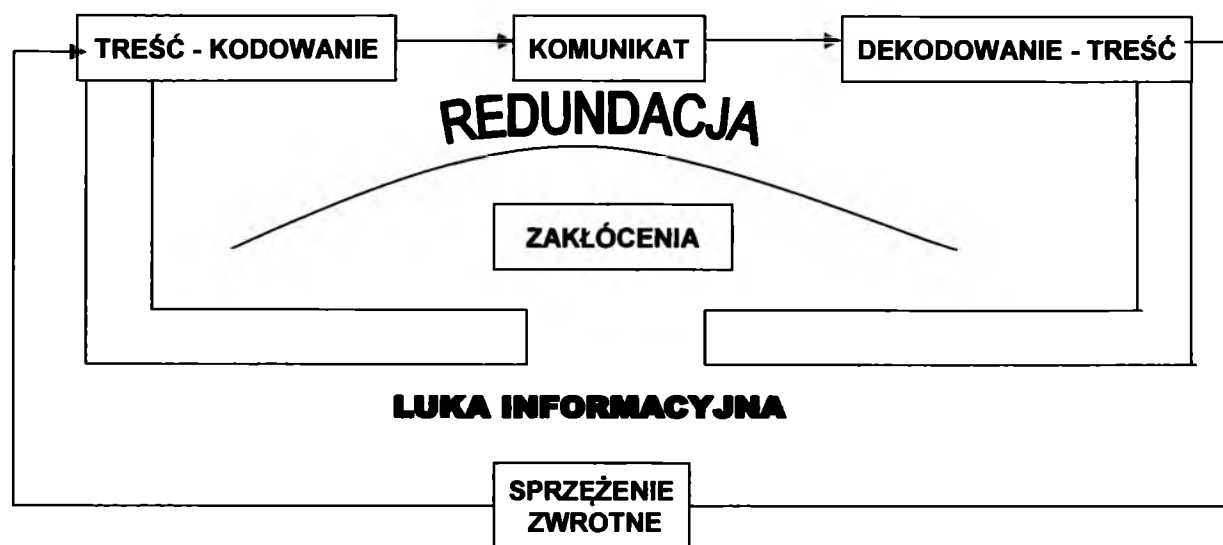 TREŚĆ - KODOWANIE
KOMUNIKAT
DEKODOWANIE - TREŚĆ
REDUNDACJA
ZAKŁÓCENIA
LUKA INFORMACYJNA
SPRZĘŻENIE
ZWROTNE